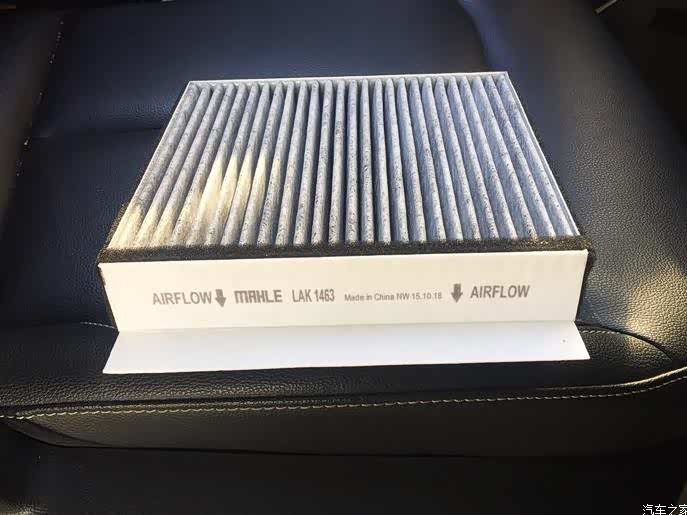 AIRFLOW MAHLE LAK 1463 Made in China NW 15.10.18 AIRFLOW
汽车之家